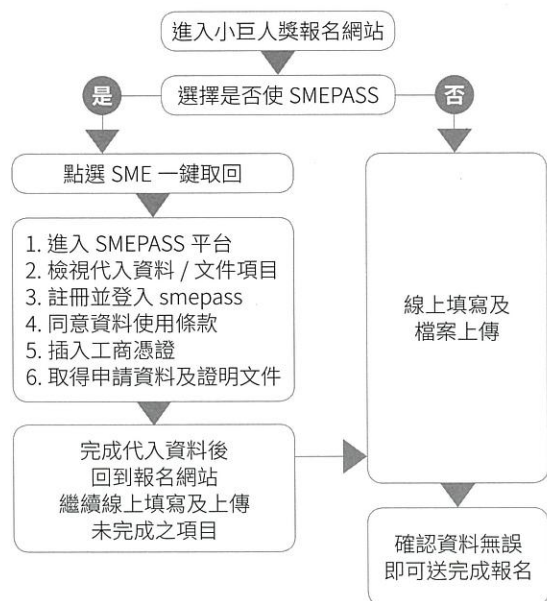 進入小巨人獎報名網站
選擇是否使 SMEPASS
是
否
點選 SME 一鍵取回
1. 進入 SMEPASS 平台
2. 檢視代入資料 / 文件項目
3. 註冊並登入 smepass
4. 同意資料使用條款
5. 插入工商憑證
6. 取得申請資料及證明文件
完成代入資料後
回到報名網站
繼續線上填寫及上傳
未完成之項目
線上填寫及
檔案上傳
確認資料無誤
即可送完成報名